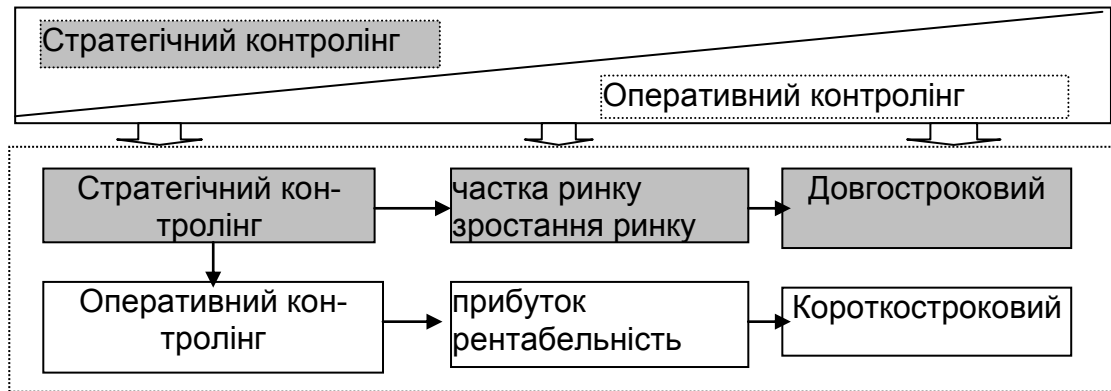 Стратегічний контролінг
Оперативний контролінг
Стратегічний кон-
тролінг
частка ринку
зростання ринку
Довгостроковий
Оперативний кон-
тролінг
прибуток
рентабельність
Короткостроковий